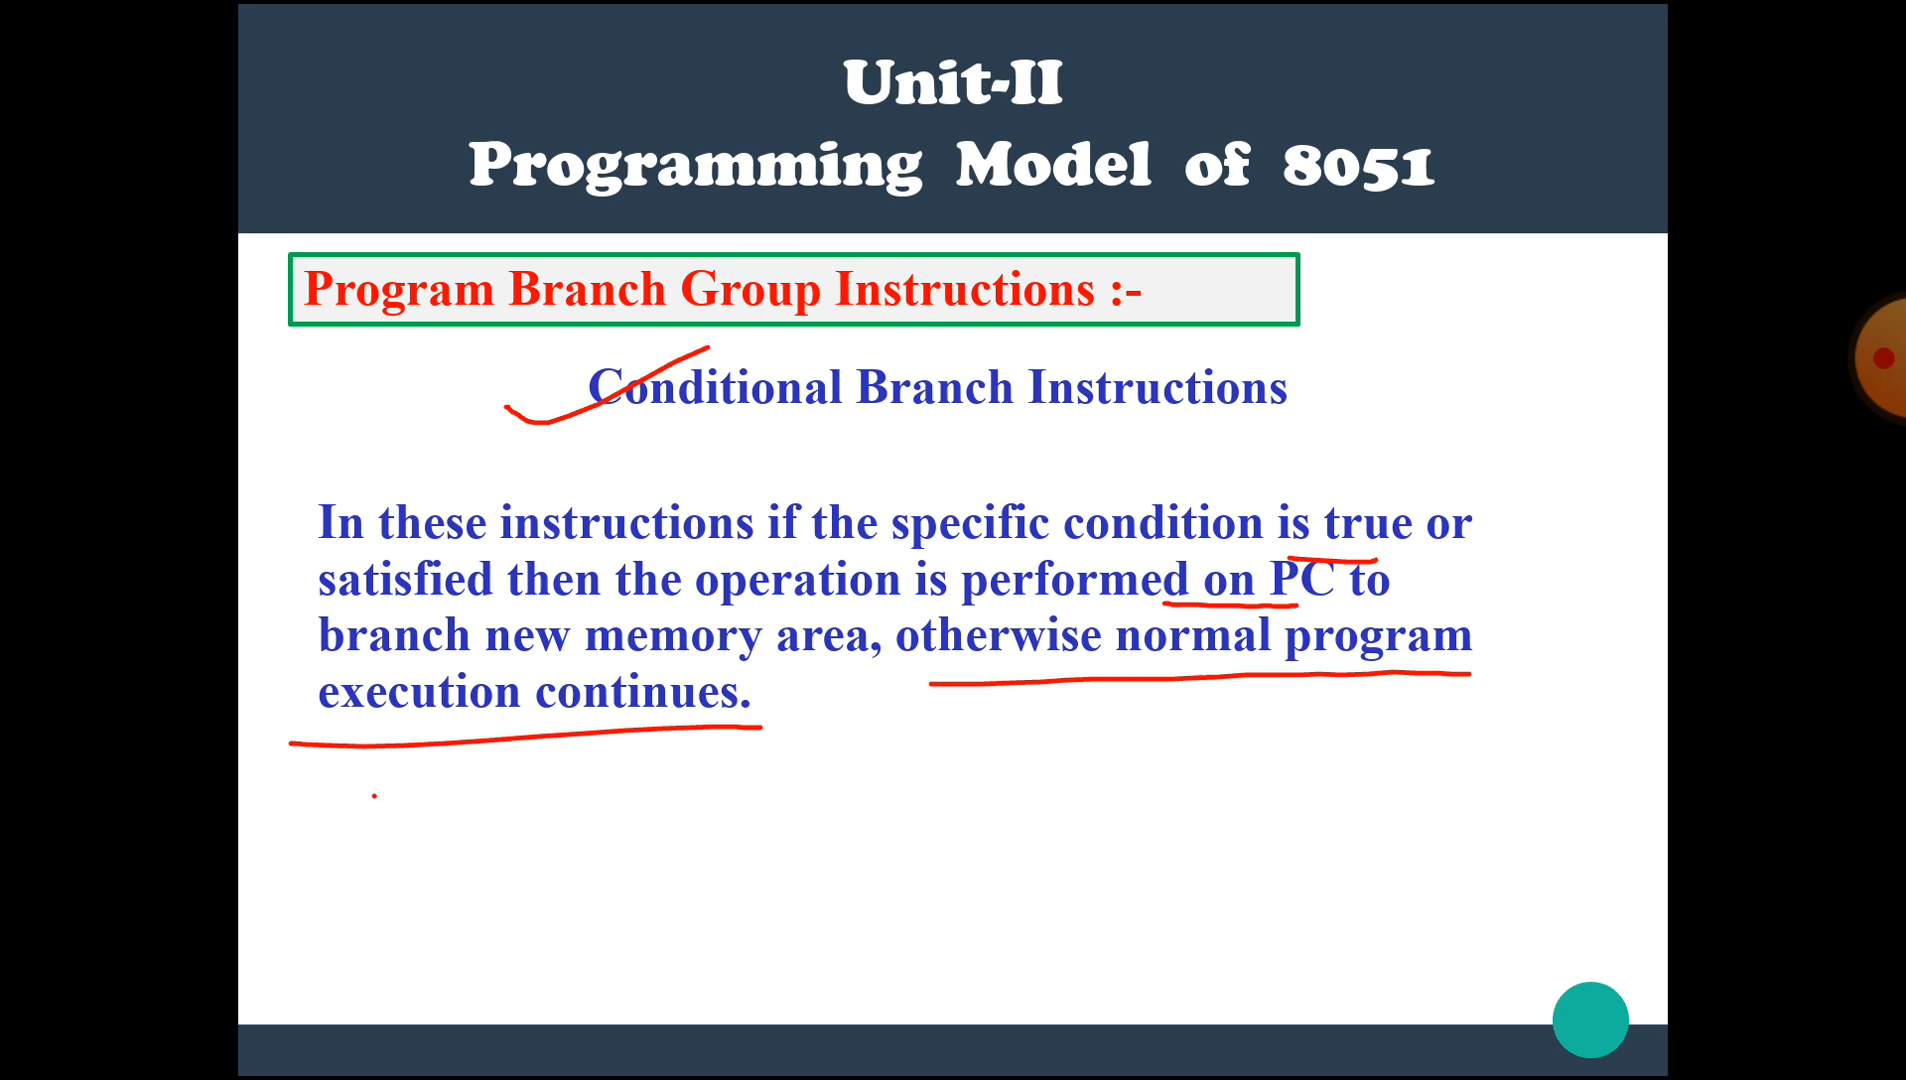 Unit-II
Programming Model of 8051
Program Branch Group Instructions :-
Conditional Branch Instructions
In these instructions if the specific condition is true or
satisfied then the operation is performed on PC to
branch new memory area, otherwise normal program
execution continues.